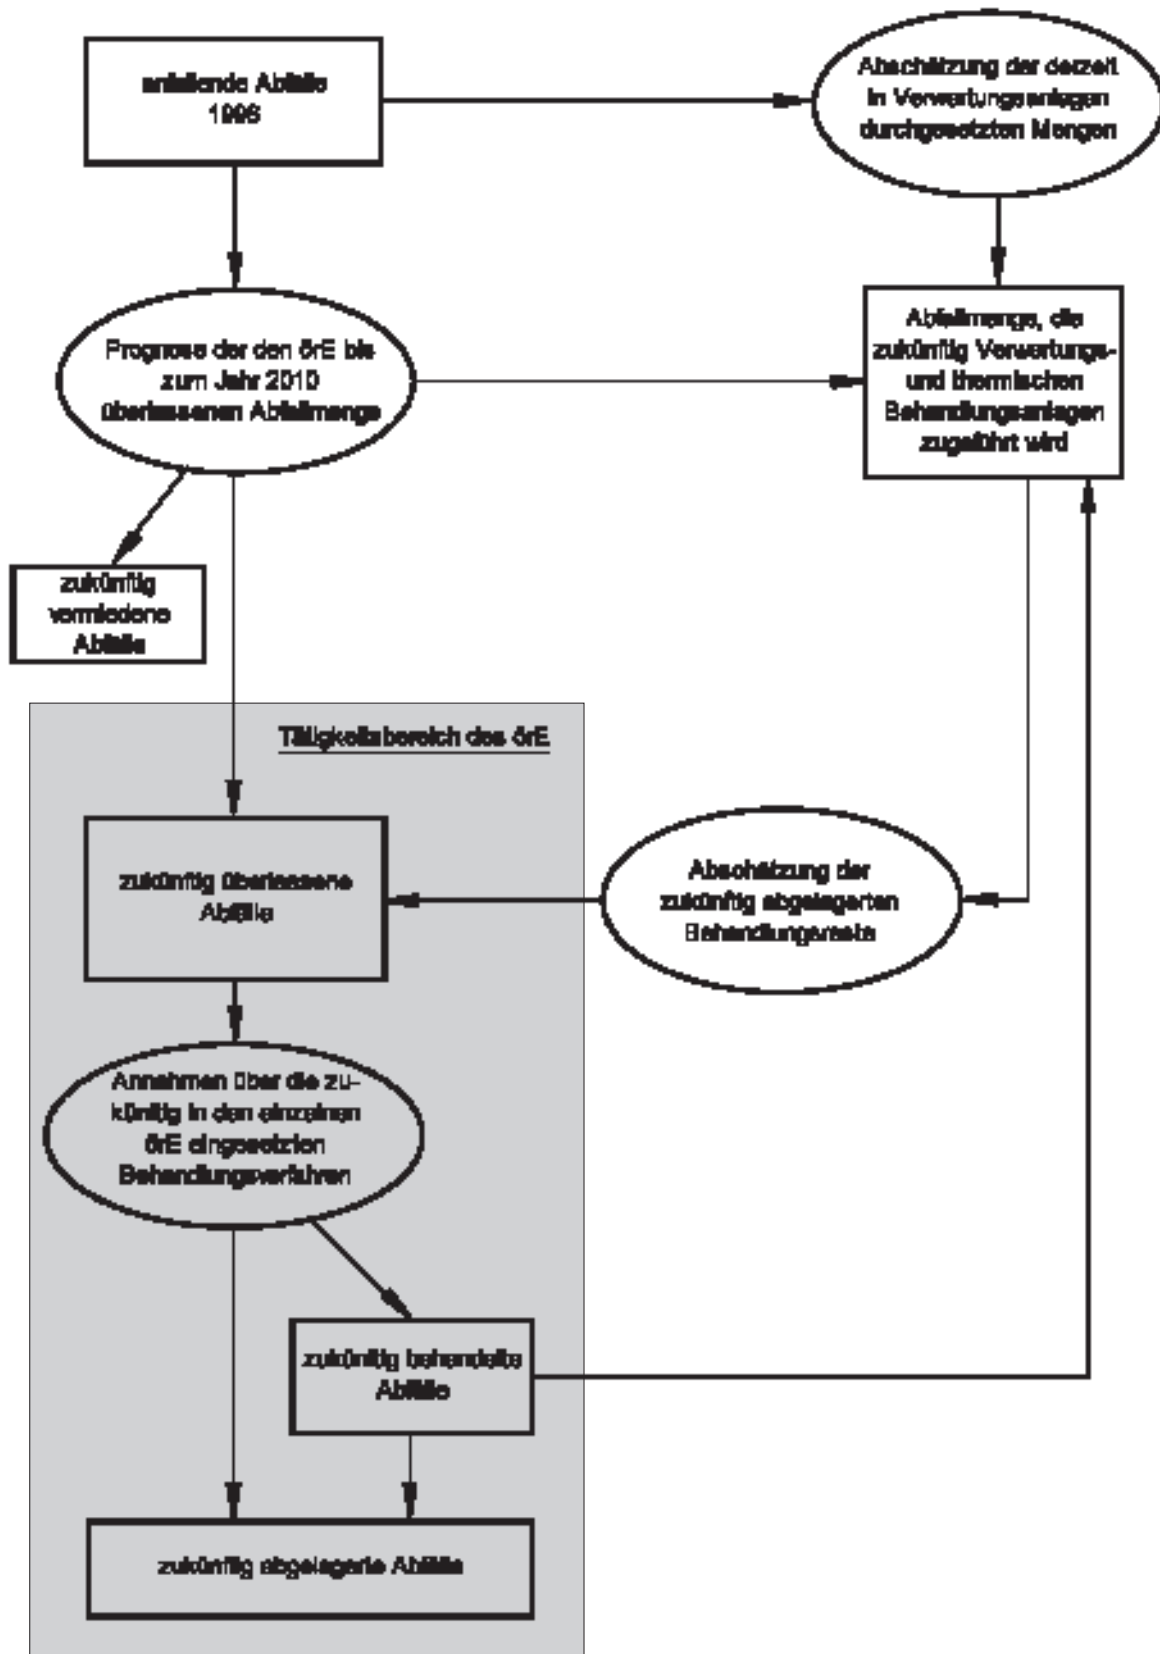 anfallende Abfälle
1996
Abschätzung der derzeit
in Verwertungsanlagen
durchgesetzten Mengen
Prognose der den örE bis
zum Jahr 2010
überlassenen Abfallmenge
Abfallmenge, die
zukünftig Verwertungs-
und thermischen
Behandlungsanlagen
zugeführt wird
zukünftig
vermiedene
Abfälle
Tätigkeitsbereich des örE
zukünftig überlassene
Abfälle
Abschätzung der
zukünftig abgelagerten
Behandlungsreste
Annahmen über die zu-
künftig in den einzelnen
örE eingesetzten
Behandlungsverfahren
zukünftig behandelte
Abfälle
zukünftig abgelagerte Abfälle